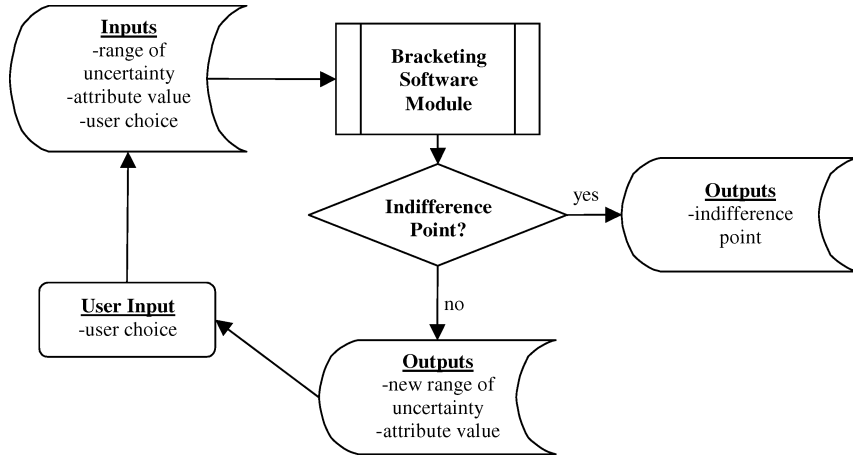 Inputs
-range of
uncertainty
-attribute value
-user choice
Bracketing
Software
Module
Indifference
Point?
yes
Outputs
-indifference
point
no
User Input
-user choice
Outputs
-new range of
uncertainty
-attribute value